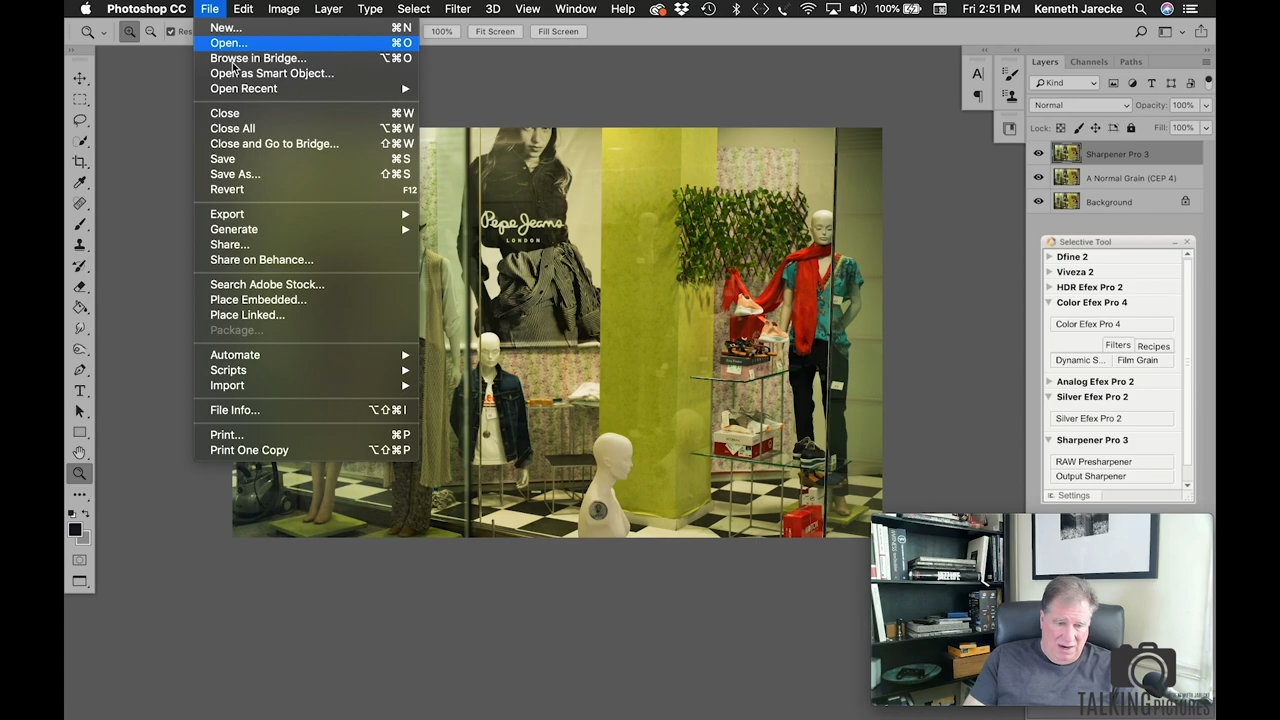 Photoshop CC File Edit Image Layer Type Select Filter 3D View Window Help 100% Fri 2:51 PM Kenneth Jarecke
100% Fit Screen Fill Screen
New... ⌘N
Open... ⌘O
Browse in Bridge... ⌥⌘O
Open as Smart Object...
Open Recent
Close ⌘W
Close All ⌥⌘W
Close and Go to Bridge... ⇧⌘W
Save ⌘S
Save As... ⇧⌘S
Revert F12
Export
Generate
Share...
Share on Behance...
Search Adobe Stock...
Place Embedded...
Place Linked...
Package...
Automate
Scripts
Import
File Info... ⌥⇧⌘I
Print... ⌘P
Print One Copy ⌥⇧⌘P
Pepe Jeans
LONDON
Layers Channels Paths
Kind
Normal Opacity: 100%
Lock: Fill: 100%
Sharpener Pro 3
A Normal Grain (CEP 4)
Background
Selective Tool
Dfine 2
Viveza 2
HDR Efex Pro 2
Color Efex Pro 4
Color Efex Pro 4
Filters Recipes
Dynamic S... Film Grain
Analog Efex Pro 2
Silver Efex Pro 2
Silver Efex Pro 2
Sharpener Pro 3
RAW Presharpener
Output Sharpener
Settings
JAZZLIFE
TALKING PICTURES